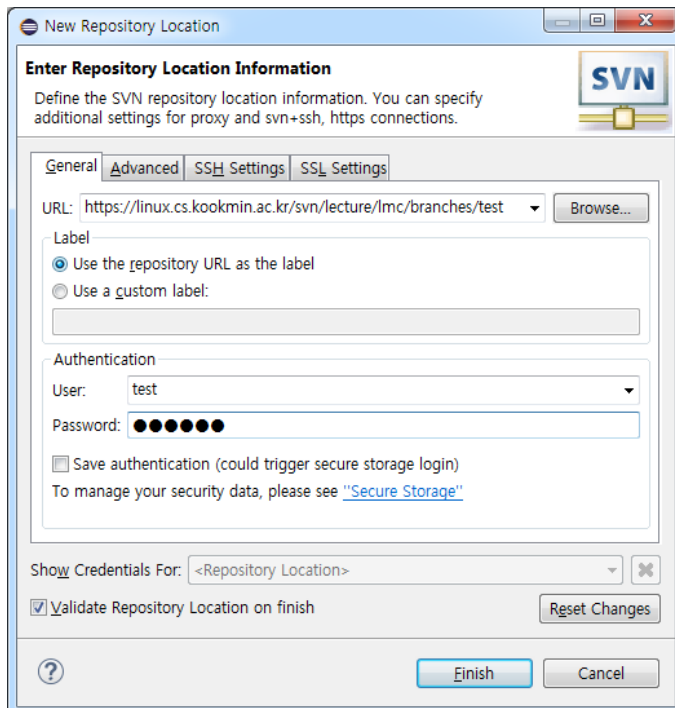 New Repository Location
Enter Repository Location Information
Define the SVN repository location information. You can specify
additional settings for proxy and svn+ssh, https connections.
SVN
General Advanced SSH Settings SSL Settings
URL: https://linux.cs.kookmin.ac.kr/svn/lecture/lmc/branches/test Browse...
Label
Use the repository URL as the label
Use a custom label:
Authentication
User: test
Password: ●●●●●●
Save authentication (could trigger secure storage login)
To manage your security data, please see "Secure Storage"
Show Credentials For: <Repository Location>
Validate Repository Location on finish Reset Changes
? Finish Cancel